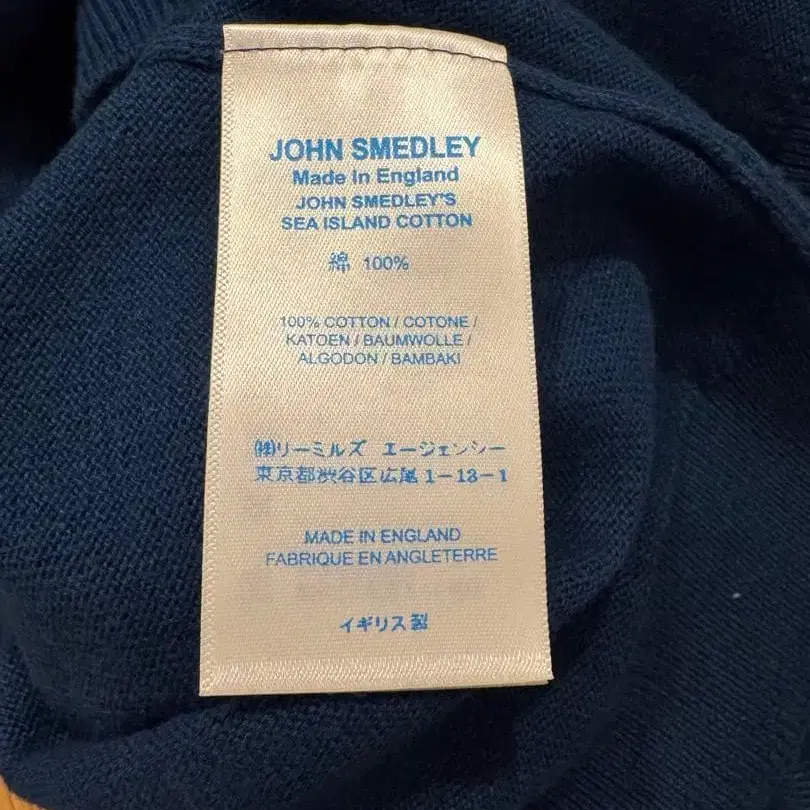 JOHN SMEDLEY
Made In England
JOHN SMEDLEY'S
SEA ISLAND COTTON
綿 100%
100% COTTON / COTONE /
KATOEN / BAUMWOLLE /
ALGODON / BAMBAKI
㈱リーミルズ エージェンシー
東京都渋谷区広尾1-13-1
MADE IN ENGLAND
FABRIQUE EN ANGLETERRE
イギリス製